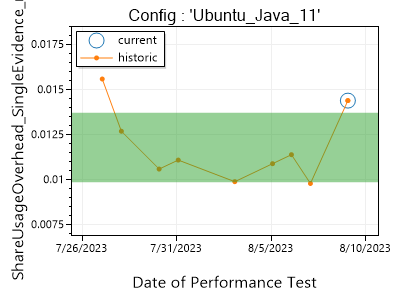 Config : 'Ubuntu_Java_11'
current
historic
ShareUsageOverhead_SingleEvidence_
0.0175
0.015
0.0125
0.01
0.0075
7/26/2023
7/31/2023
8/5/2023
8/10/2023
Date of Performance Test